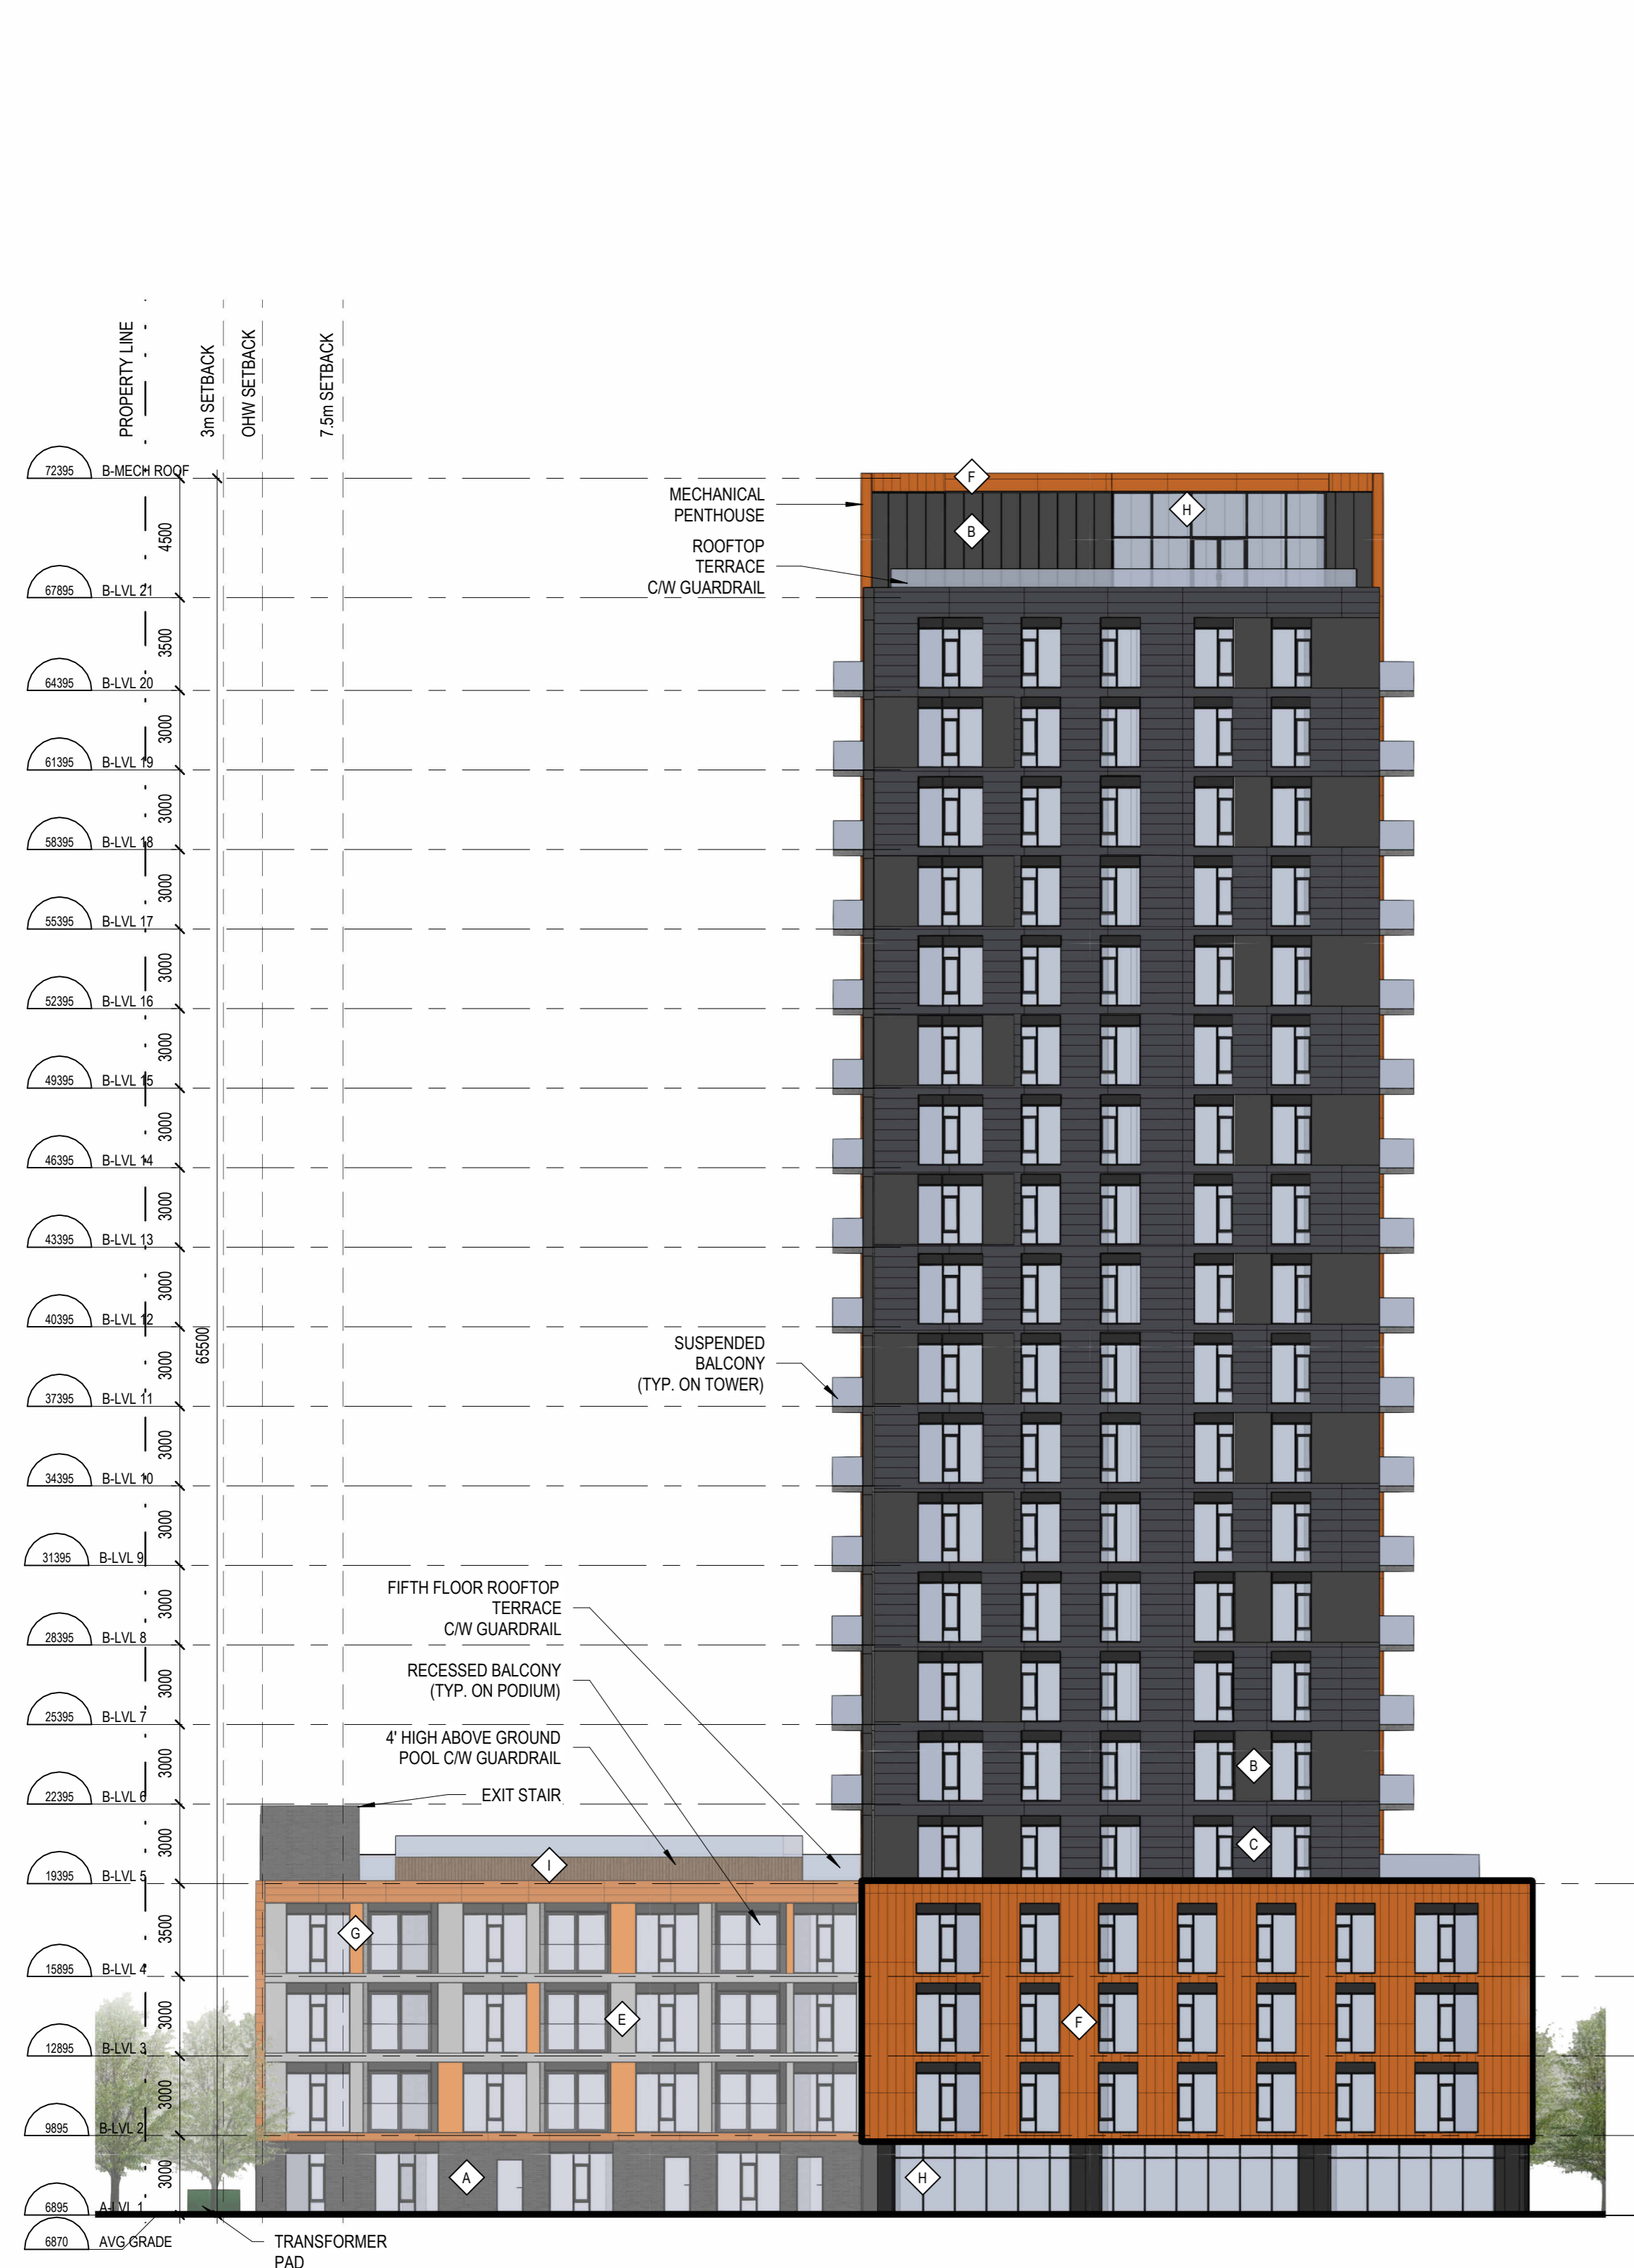 PROPERTY LINE
3m SETBACK
OHW SETBACK
7.5m SETBACK
72395 B-MECH ROOF
4500
67895 B-LVL 21
3500
64395 B-LVL 20
3000
61395 B-LVL 19
3000
58395 B-LVL 18
3000
55395 B-LVL 17
3000
52395 B-LVL 16
3000
49395 B-LVL 15
3000
46395 B-LVL 14
3000
43395 B-LVL 13
3000
40395 B-LVL 12
65500
3000
37395 B-LVL 11
3000
34395 B-LVL 10
3000
31395 B-LVL 9
3000
28395 B-LVL 8
3000
25395 B-LVL 7
3000
22395 B-LVL 6
3000
19395 B-LVL 5
3500
15895 B-LVL 4
3000
12895 B-LVL 3
3000
9895 B-LVL 2
3000
6895 A-LVL 1
6870 AVG GRADE
TRANSFORMER
PAD
MECHANICAL
PENTHOUSE
ROOFTOP
TERRACE
C/W GUARDRAIL
SUSPENDED
BALCONY
(TYP. ON TOWER)
FIFTH FLOOR ROOFTOP
TERRACE
C/W GUARDRAIL
RECESSED BALCONY
(TYP. ON PODIUM)
4' HIGH ABOVE GROUND
POOL C/W GUARDRAIL
EXIT STAIR
F
H
B
B
C
I
G
E
F
A
H